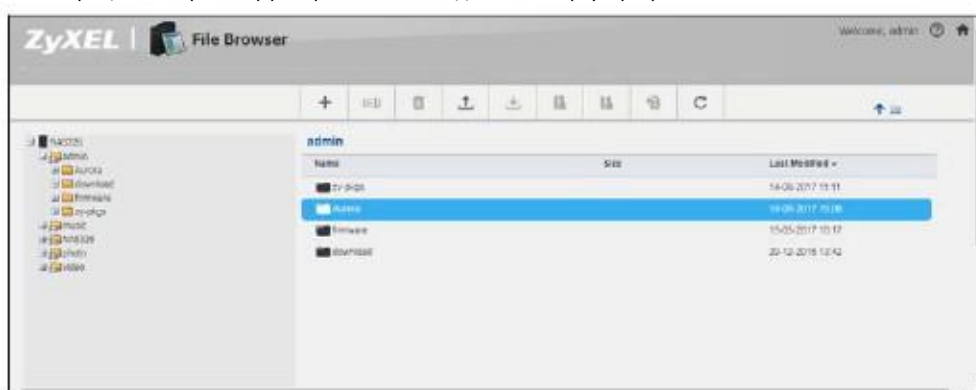 ZyXEL | File Browser
Welcome, admin
admin
Name Size Last Modified
zy-pkgs 14-06-2017 11:11
Aurora
firmware 15-05-2017 10:17
download 20-12-2016 13:42
NAS326
admin
Aurora
download
firmware
zy-pkgs
music
NAS326
photo
video